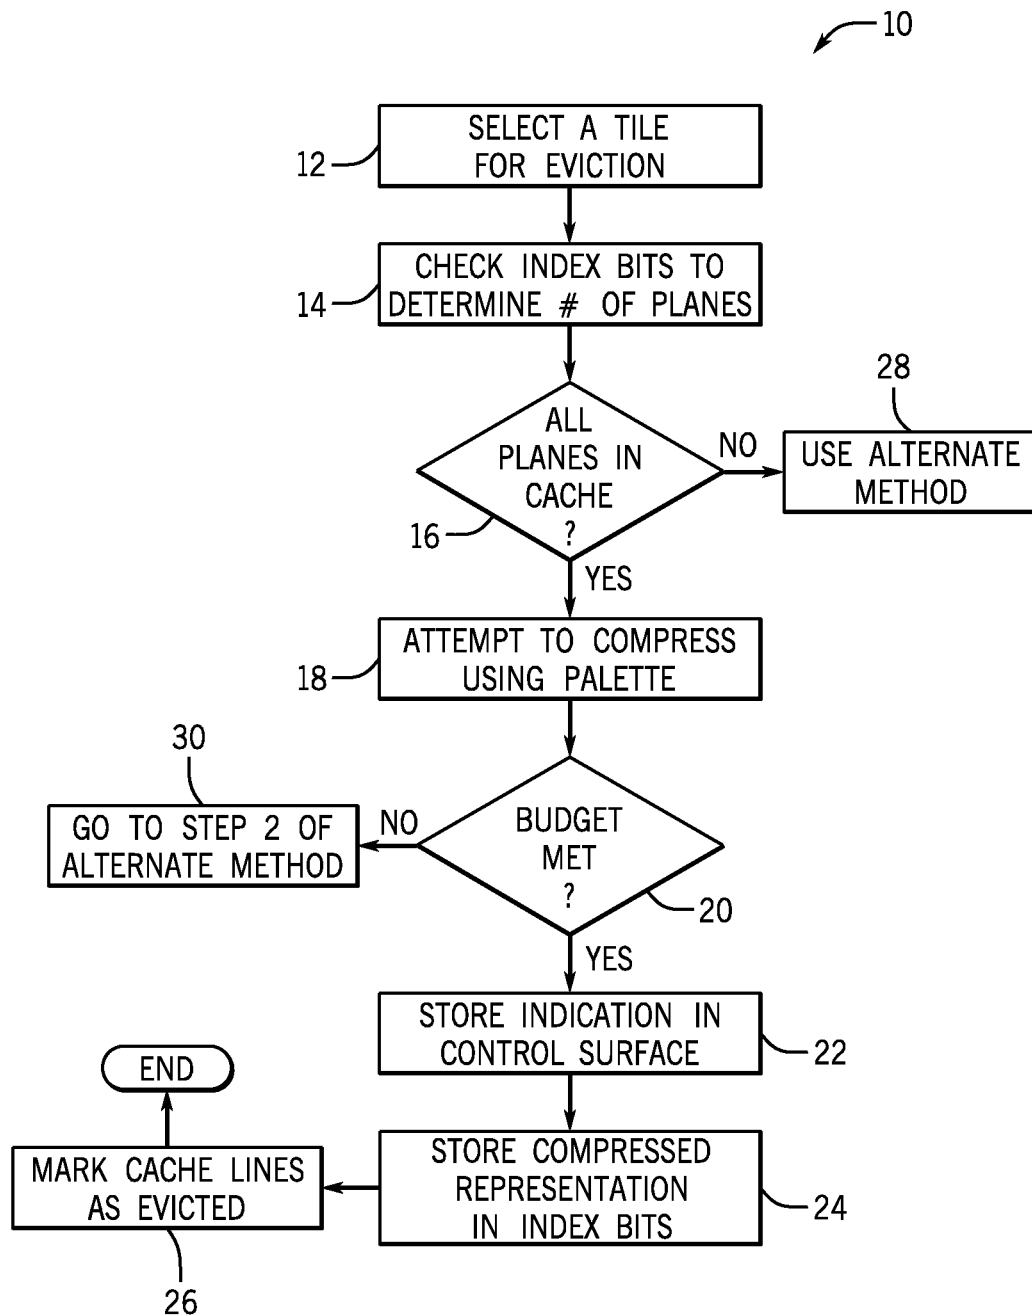 10
SELECT A TILE
FOR EVICTION
12
CHECK INDEX BITS TO
DETERMINE # OF PLANES
14
ALL
PLANES IN
CACHE
?
16
NO
28
USE ALTERNATE
METHOD
YES
ATTEMPT TO COMPRESS
USING PALETTE
18
30
GO TO STEP 2 OF
ALTERNATE METHOD
NO
BUDGET
MET
?
20
YES
STORE INDICATION IN
CONTROL SURFACE
22
END
STORE COMPRESSED
REPRESENTATION
IN INDEX BITS
24
MARK CACHE LINES
AS EVICTED
26